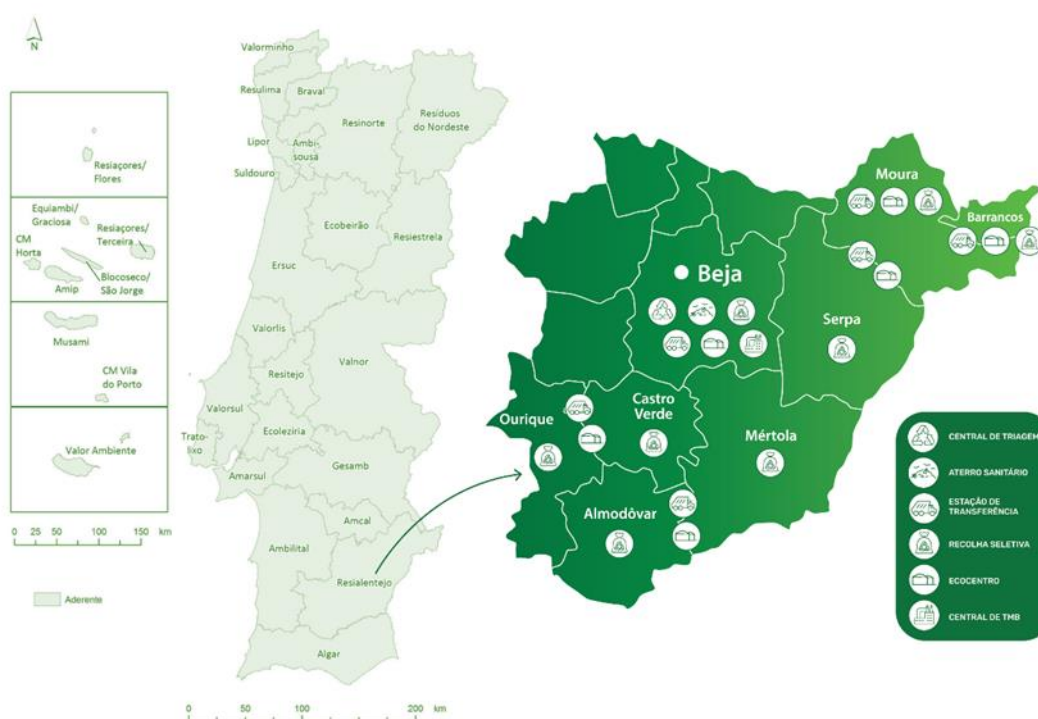 N
Resiaçores/
Flores
Equiambi/
Graciosa
Resiaçores/
Terceira
CM
Horta
Blocoseco/
São Jorge
Amip
Musami
CM Vila
do Porto
Valor Ambiente
0 25 50 100 150
km
Aderente
Valorminho
Resulima
Braval
Resinorte
Resíduos
do Nordeste
Lipor
Ambi-
sousa
Suldouro
Ecobeirão
Resiestrela
Ersuc
Valorlis
Valnor
Resitejo
Valorsul
Ecoleziria
Trato-
lixo
Amarsul
Gesamb
Amcal
Ambilital
Resialentejo
Algar
0 50 100 200 km
Moura
Barrancos
Beja
Serpa
Castro
Verde
Ourique
Mértola
Almodôvar
CENTRAL DE TRIAGEM
ATERRO SANITÁRIO
ESTAÇÃO DE
TRANSFERÊNCIA
RECOLHA SELETIVA
ECOCENTRO
CENTRAL DE TMB